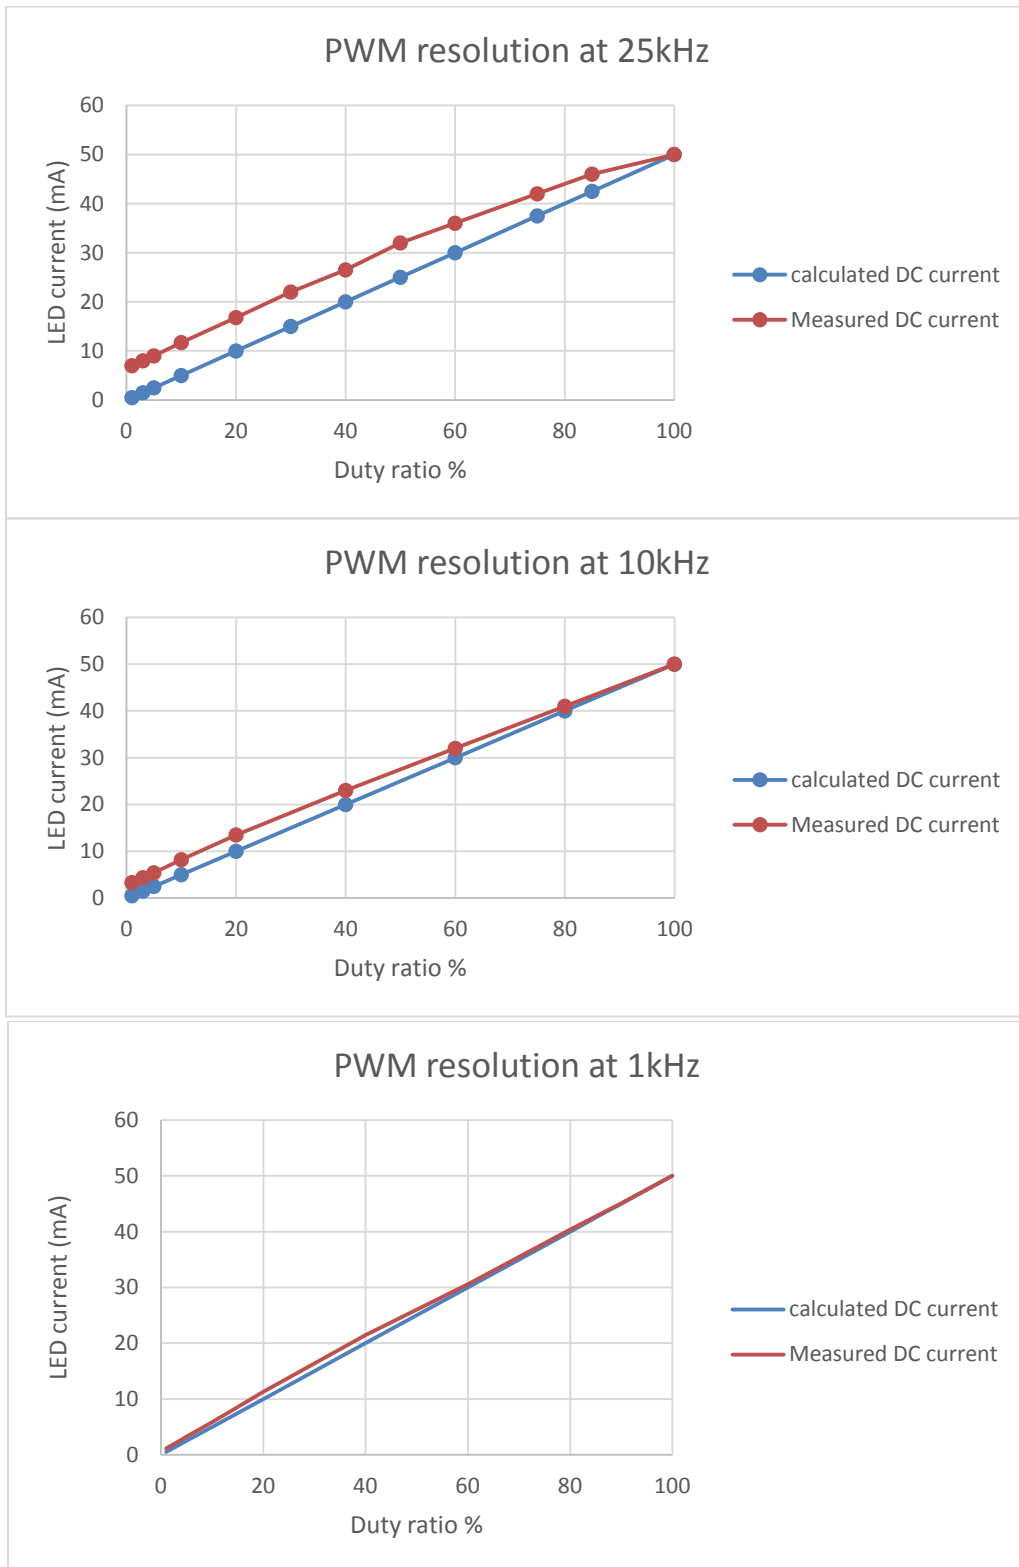 PWM resolution at 25kHz
60
50
40
30
20
10
0
LED current (mA)
0 20 40 60 80 100
Duty ratio %
calculated DC current
Measured DC current
PWM resolution at 10kHz
60
50
40
30
20
10
0
LED current (mA)
0 20 40 60 80 100
Duty ratio %
calculated DC current
Measured DC current
PWM resolution at 1kHz
60
50
40
30
20
10
0
LED current (mA)
0 20 40 60 80 100
Duty ratio %
calculated DC current
Measured DC current